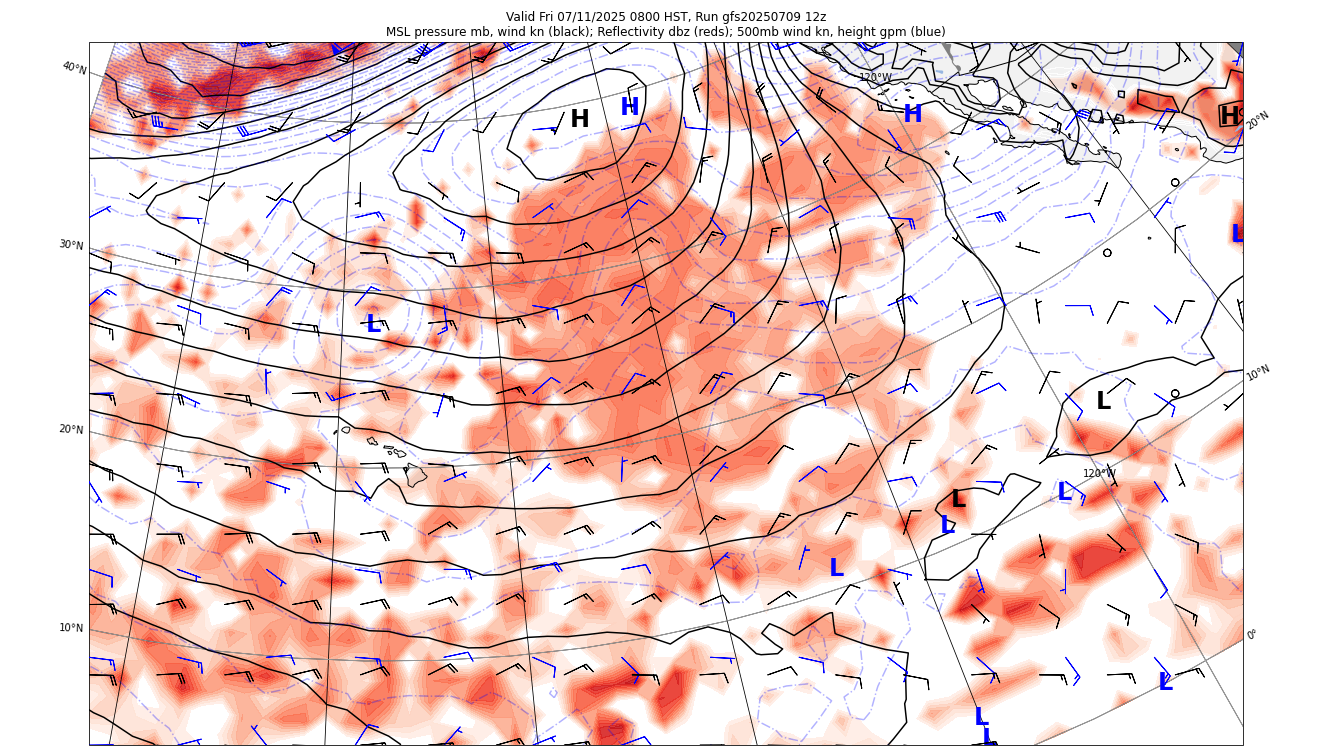 Valid Fri 07/11/2025 0800 HST, Run gfs20250709 12z
MSL pressure mb, wind kn (black); Reflectivity dbz (reds); 500mb wind kn, height gpm (blue)
40°N
120°W
H
H
H
H
20°N
30°N
L
L
10°N
L
20°N
120°W
L
L
L
L
10°N
0°
L
L
L